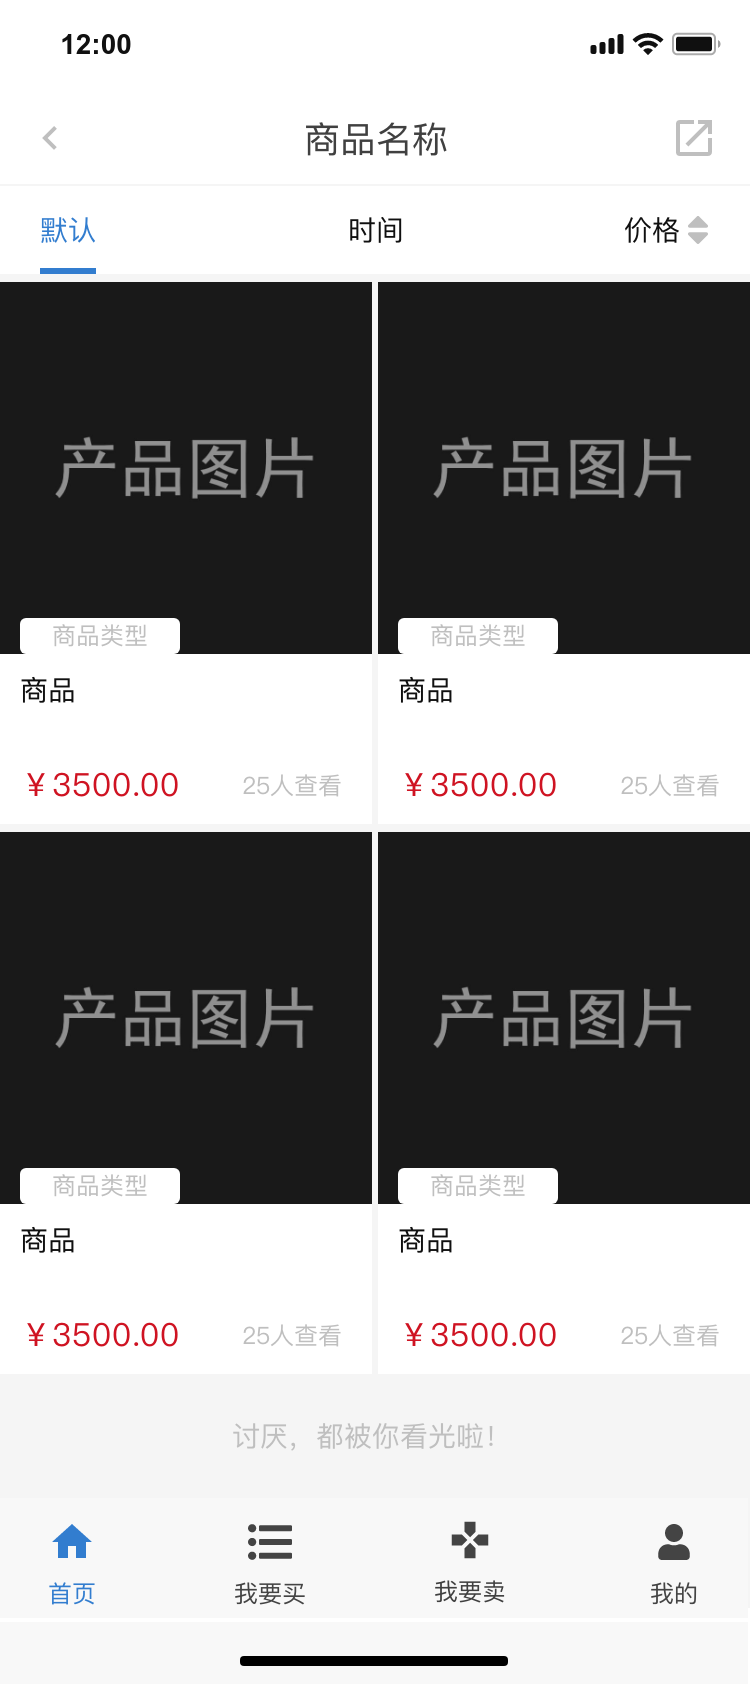 12:00
商品名称
默认 时间 价格
产品图片 产品图片
商品类型 商品类型
商品 商品
¥3500.00 25人查看 ¥3500.00 25人查看
产品图片 产品图片
商品类型 商品类型
商品 商品
¥3500.00 25人查看 ¥3500.00 25人查看
讨厌，都被你看光啦！
首页 我要买 我要卖 我的